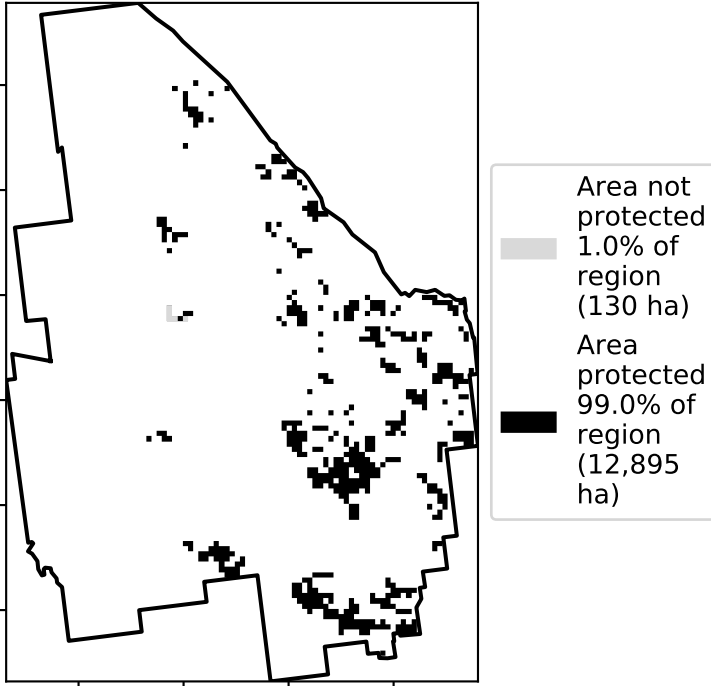 Area not
protected
1.0% of
region
(130 ha)
Area
protected
99.0% of
region
(12,895
ha)